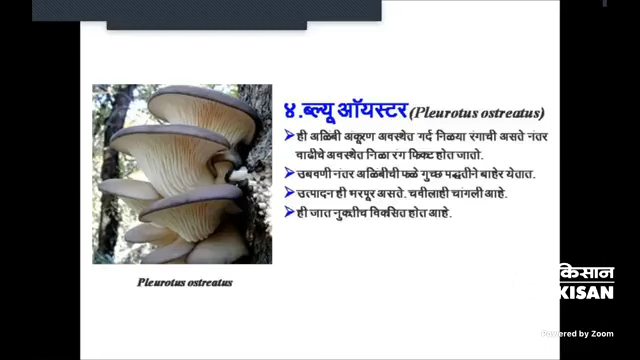 ४.ब्ल्यू ऑयस्टर (Pleurotus ostreatus)
➢ ही अळिंबी अकूरण अवस्थेत गर्द निळया रंगाची असते नंतर
वाढीचे अवस्थेत निळा रंग फिक्ट होत जातो.
➢ उबवणी नंतर अळिंबीची फळे गुच्छ पद्धतीने बाहेर येतात.
➢ उत्पादन ही भरपूर असते. चवीलाही चांगली आहे.
➢ ही जात नुकतीच विकसित होत आहे.
Pleurotus ostreatus
किसान
KISAN
Powered by Zoom